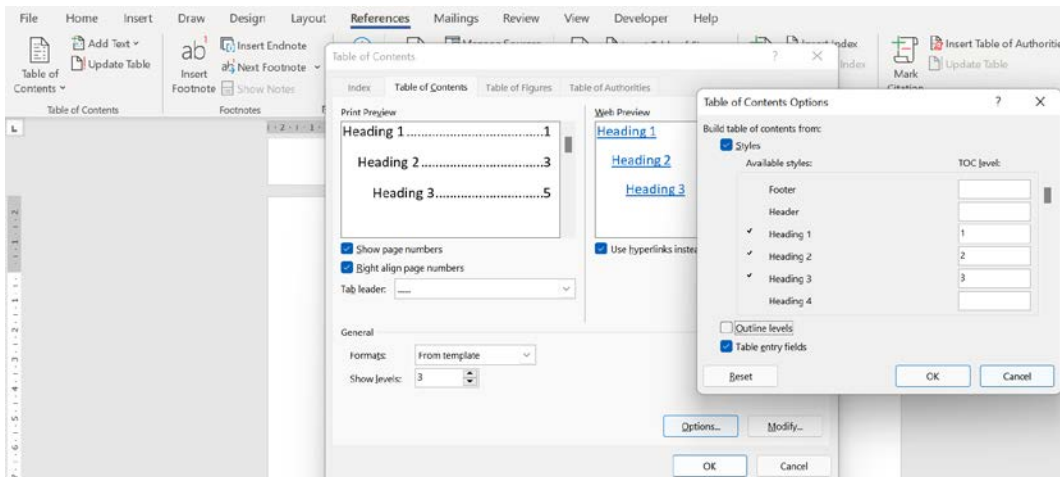 File Home Insert Draw Design Layout References Mailings Review View Developer Help
Table of Contents
Add Text
Update Table
Table of Contents
ab
Insert Footnote
Insert Endnote
Next Footnote
Show Notes
Footnotes
Mark
Insert Table of Authoritie
Update Table
Index
Table of Contents ? ×
Index Table of Contents Table of Figures Table of Authorities
Print Preview
Heading 1 1
Heading 2 3
Heading 3 5
Show page numbers
Right align page numbers
Tab leader: ......
Web Preview
Heading 1
Heading 2
Heading 3
Use hyperlinks instea
General
Formats: From template
Show levels: 3
Options... Modify...
OK Cancel
Table of Contents Options ? ×
Build table of contents from:
Styles
Available styles: TOC level:
Footer
Header
Heading 1 1
Heading 2 2
Heading 3 3
Heading 4
Outline levels
Table entry fields
Reset OK Cancel